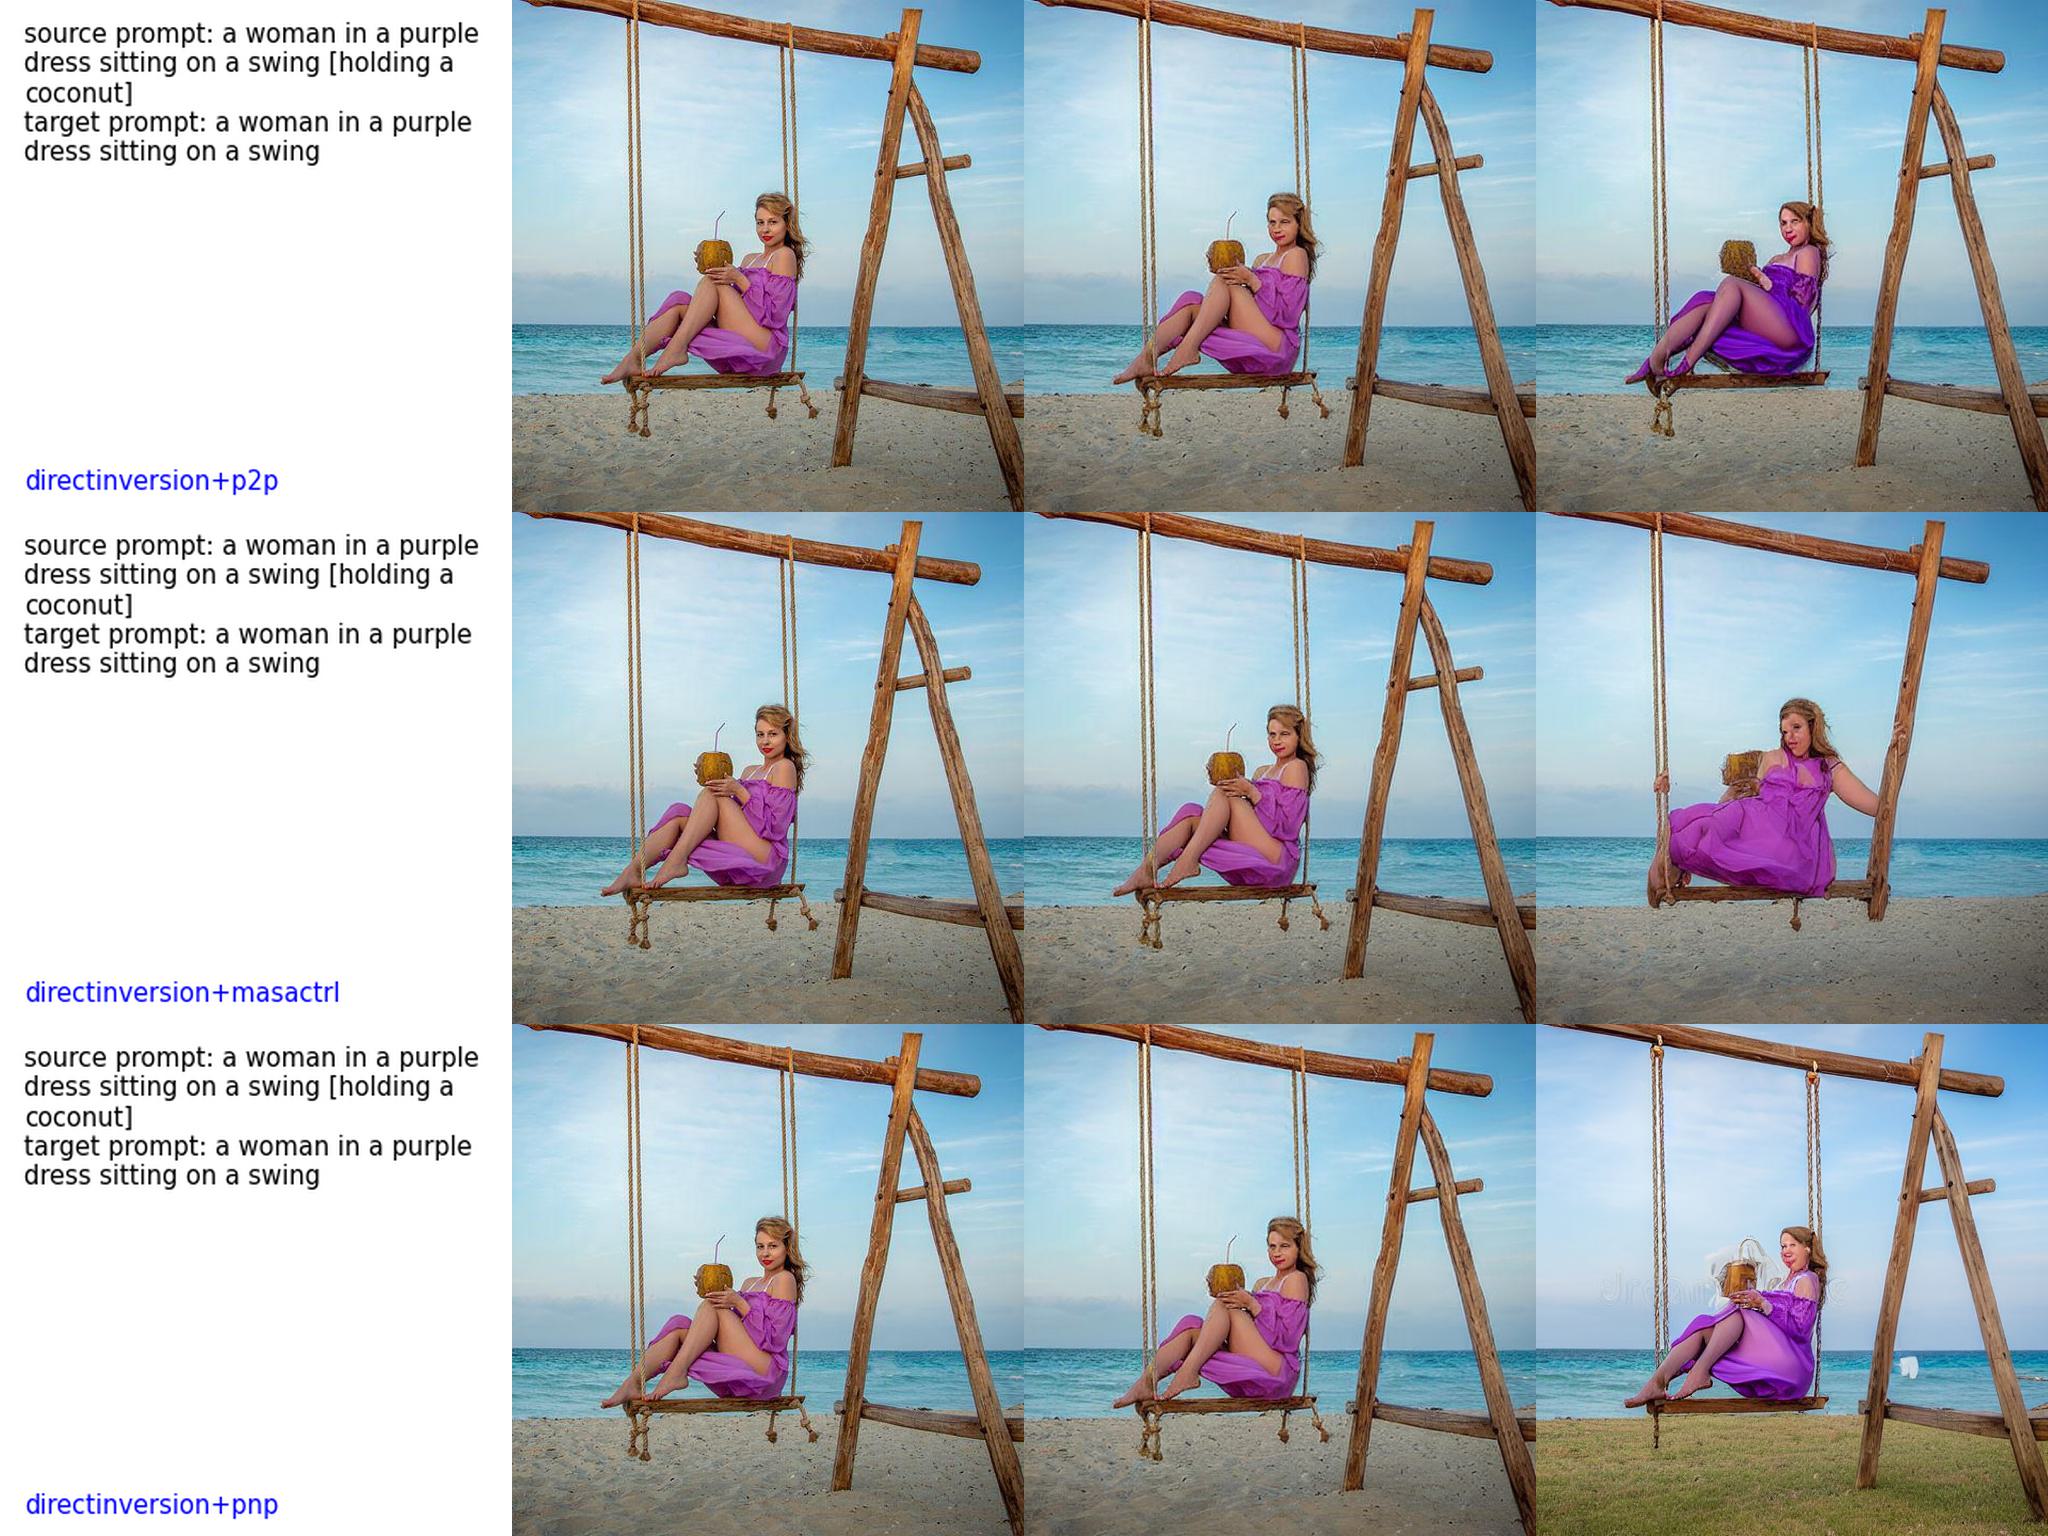 source prompt: a woman in a purple
dress sitting on a swing [holding a
coconut]
target prompt: a woman in a purple
dress sitting on a swing
directinversion+p2p
source prompt: a woman in a purple
dress sitting on a swing [holding a
coconut]
target prompt: a woman in a purple
dress sitting on a swing
directinversion+masactrl
source prompt: a woman in a purple
dress sitting on a swing [holding a
coconut]
target prompt: a woman in a purple
dress sitting on a swing
directinversion+pnp